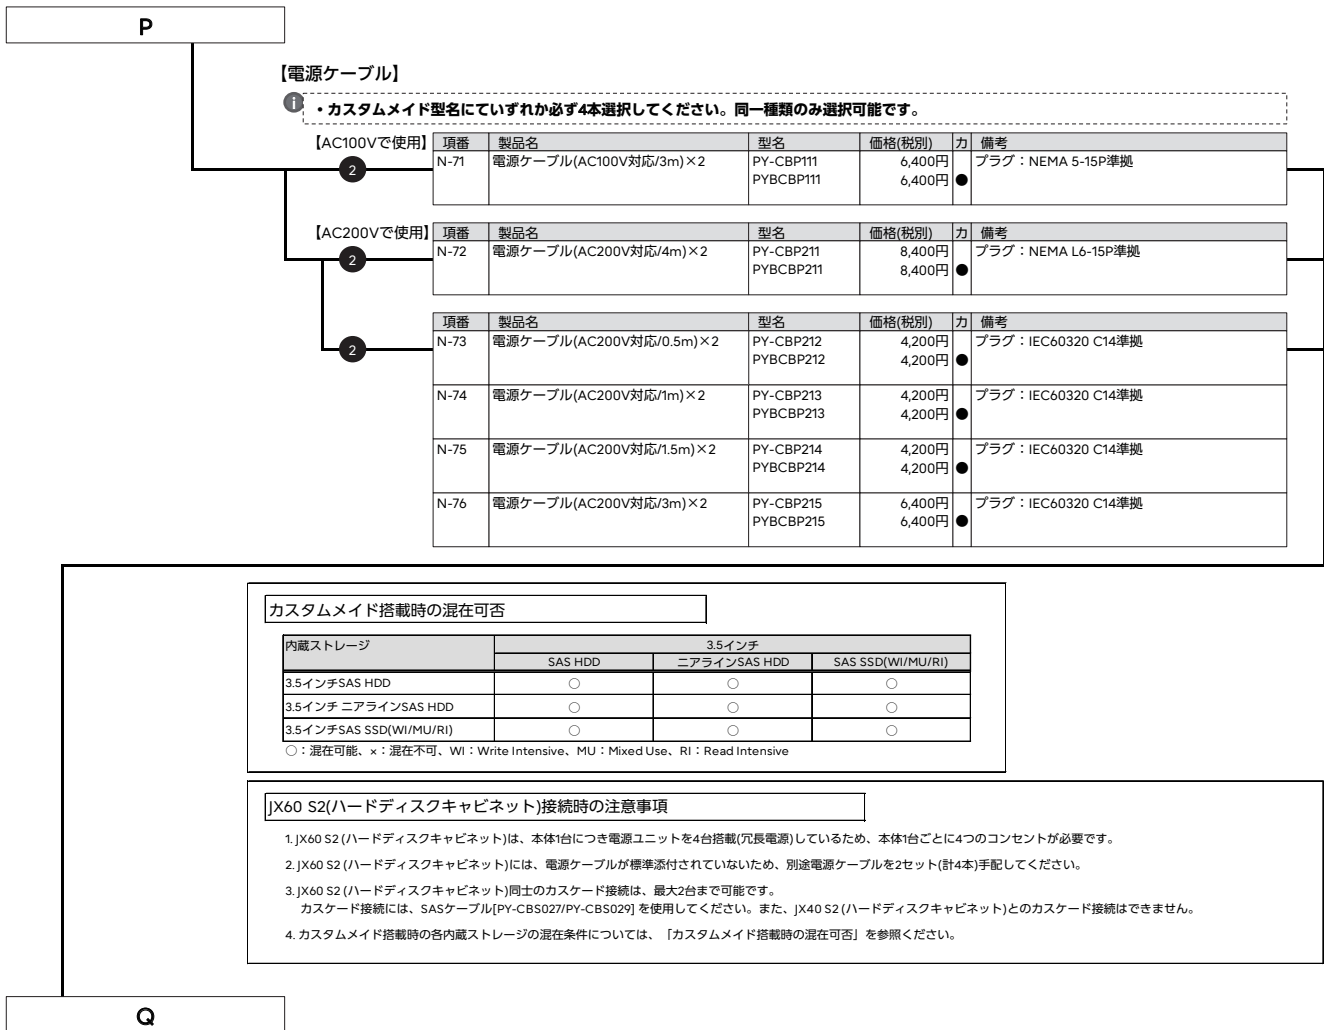 P
【電源ケーブル】
i ・カスタムメイド型名にていずれか必ず4本選択してください。同一種類のみ選択可能です。
【AC100Vで使用】 項番 製品名 型名 価格(税別) カ 備考
2 N-71 電源ケーブル(AC100V対応/3m)×2 PY-CBP111 6,400円 プラグ：NEMA 5-15P準拠
PYBCBP111 6,400円 ●
【AC200Vで使用】 項番 製品名 型名 価格(税別) カ 備考
2 N-72 電源ケーブル(AC200V対応/4m)×2 PY-CBP211 8,400円 プラグ：NEMA L6-15P準拠
PYBCBP211 8,400円 ●
項番 製品名 型名 価格(税別) カ 備考
2 N-73 電源ケーブル(AC200V対応/0.5m)×2 PY-CBP212 4,200円 プラグ：IEC60320 C14準拠
PYBCBP212 4,200円 ●
N-74 電源ケーブル(AC200V対応/1m)×2 PY-CBP213 4,200円 プラグ：IEC60320 C14準拠
PYBCBP213 4,200円 ●
N-75 電源ケーブル(AC200V対応/1.5m)×2 PY-CBP214 4,200円 プラグ：IEC60320 C14準拠
PYBCBP214 4,200円 ●
N-76 電源ケーブル(AC200V対応/3m)×2 PY-CBP215 6,400円 プラグ：IEC60320 C14準拠
PYBCBP215 6,400円 ●
カスタムメイド搭載時の混在可否
内蔵ストレージ 3.5インチ
SAS HDD ニアラインSAS HDD SAS SSD(WI/MU/RI)
3.5インチSAS HDD ○ ○ ○
3.5インチ ニアラインSAS HDD ○ ○ ○
3.5インチSAS SSD(WI/MU/RI) ○ ○ ○
○：混在可能、×：混在不可、WI：Write Intensive、MU：Mixed Use、RI：Read Intensive
JX60 S2(ハードディスクキャビネット)接続時の注意事項
1. JX60 S2 (ハードディスクキャビネット)は、本体1台につき電源ユニットを4台搭載(冗長電源)しているため、本体1台ごとに4つのコンセントが必要です。
2. JX60 S2 (ハードディスクキャビネット)には、電源ケーブルが標準添付されていないため、別途電源ケーブルを2セット(計4本)手配してください。
3. JX60 S2 (ハードディスクキャビネット)同士のカスケード接続は、最大2台まで可能です。
カスケード接続には、SASケーブル[PY-CBS027/PY-CBS029] を使用してください。また、JX40 S2 (ハードディスクキャビネット)とのカスケード接続はできません。
4. カスタムメイド搭載時の各内蔵ストレージの混在条件については、「カスタムメイド搭載時の混在可否」を参照ください。
Q